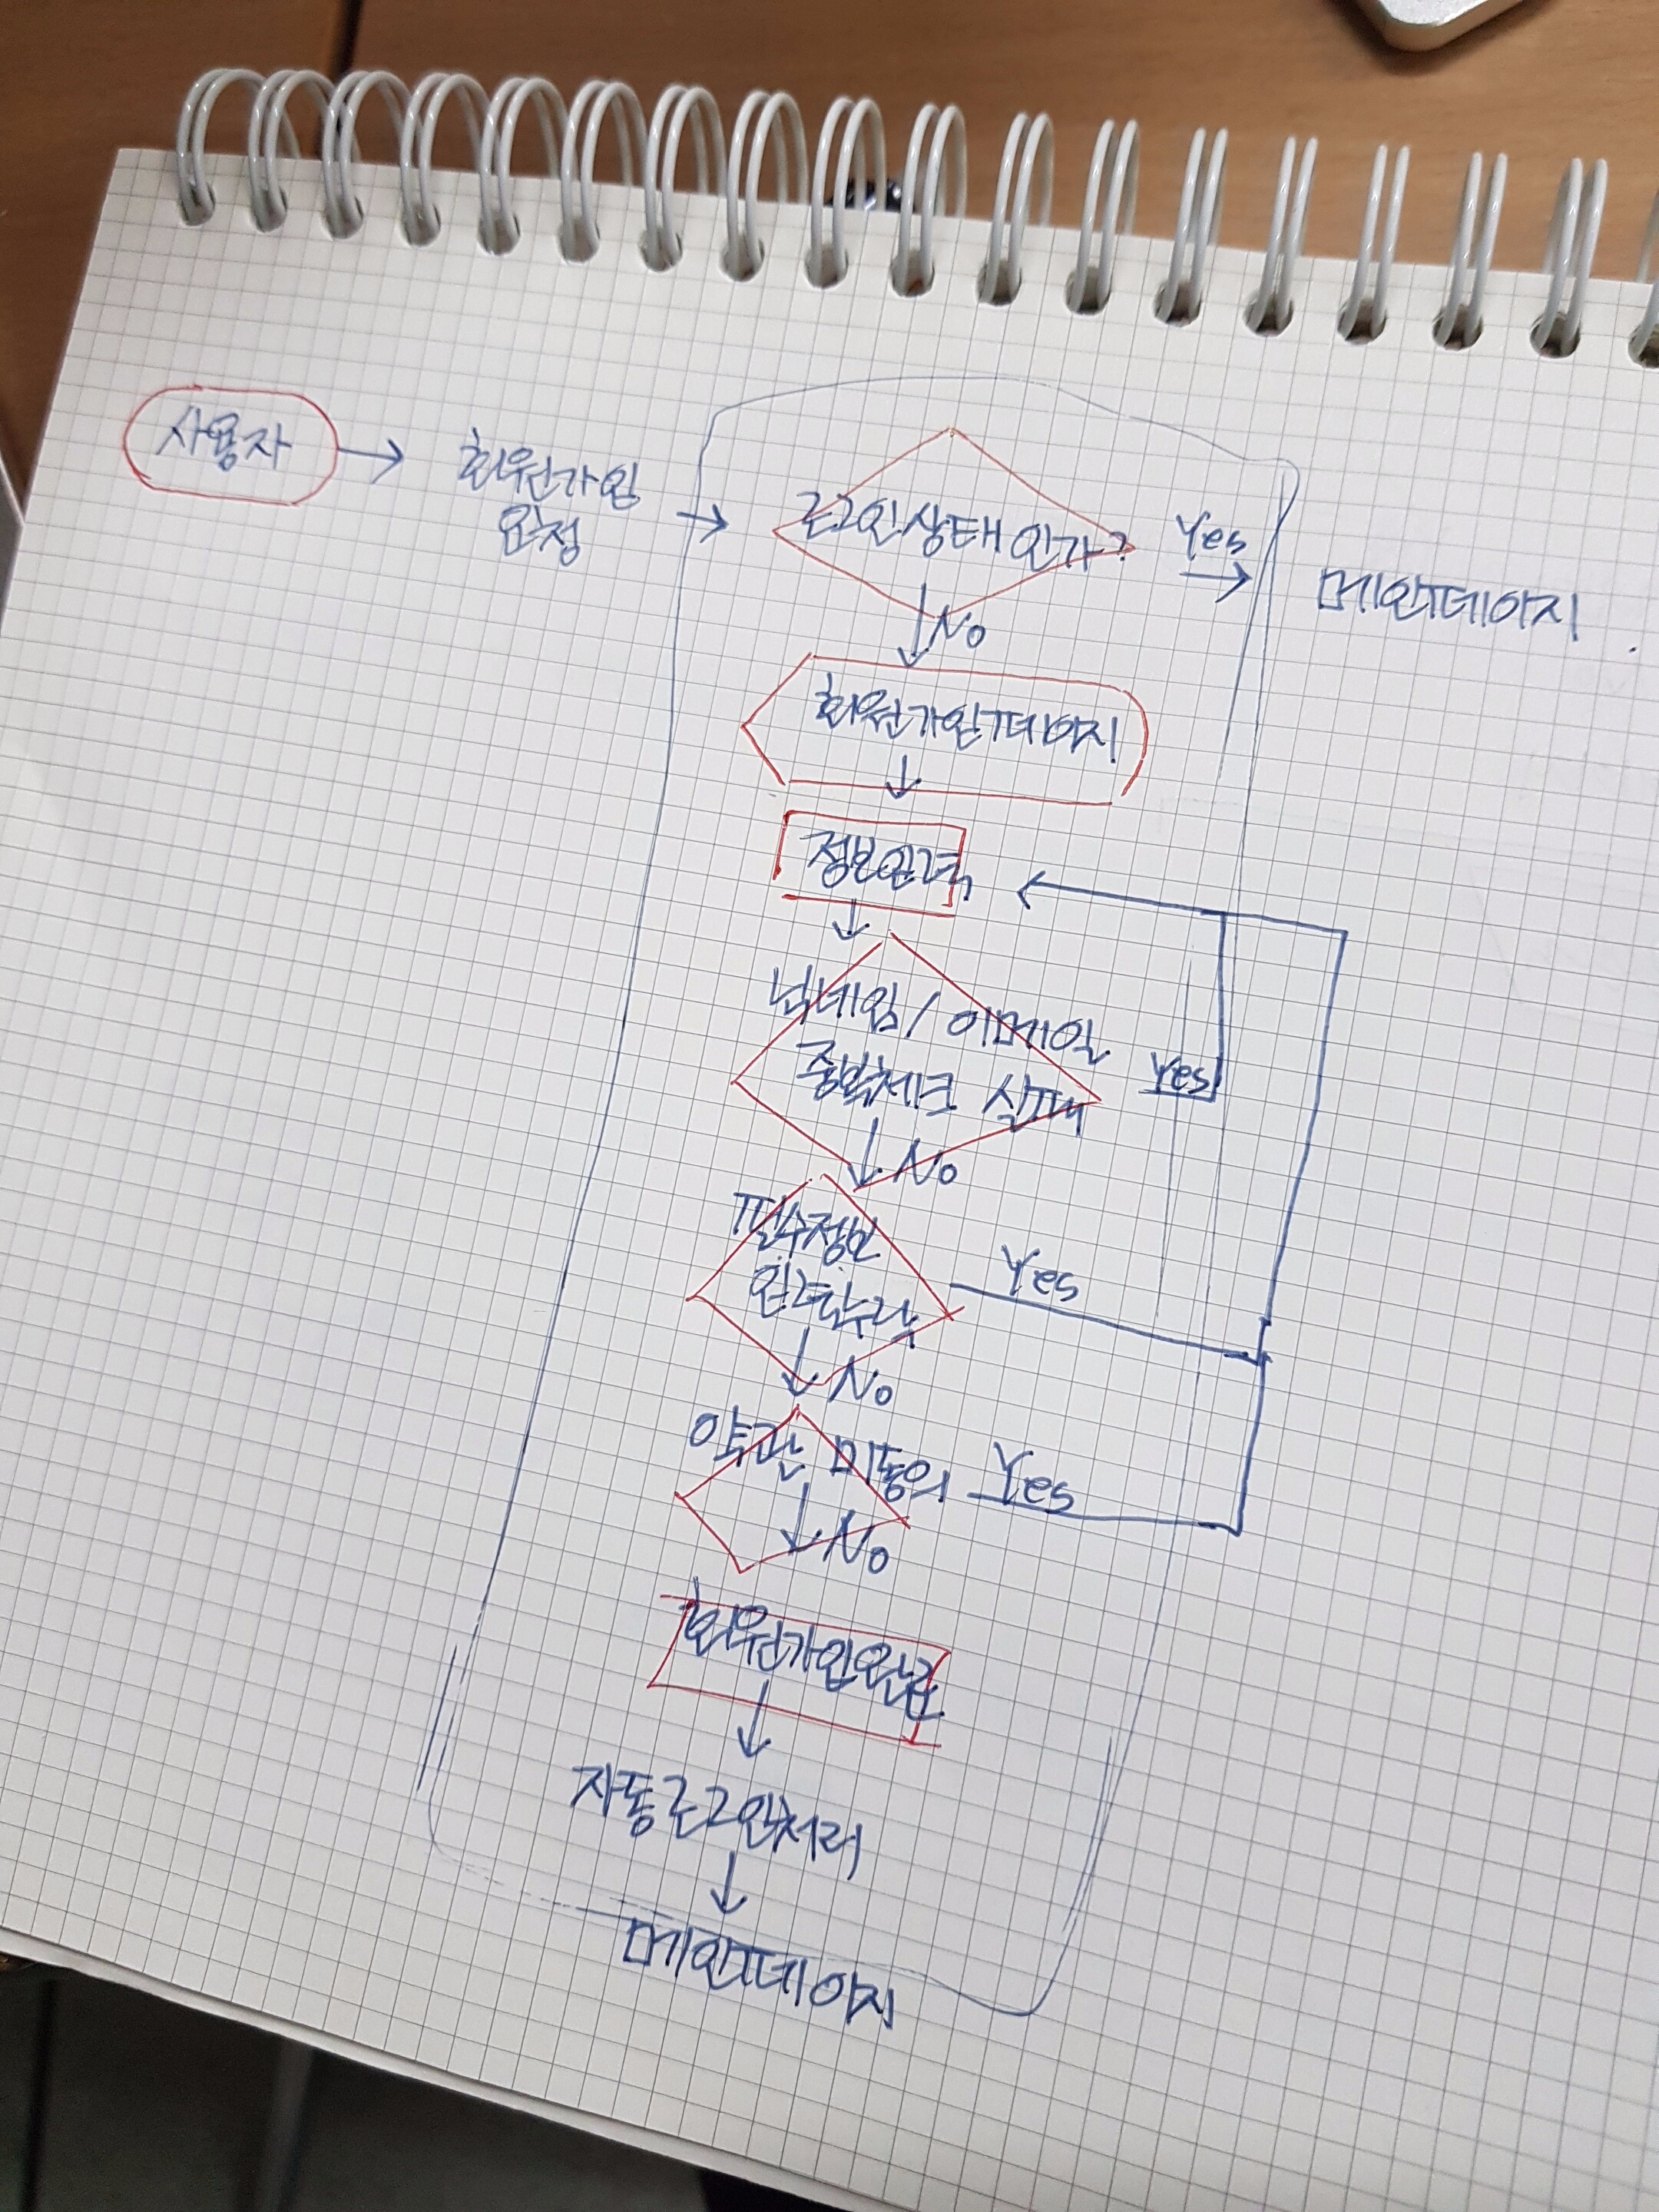 사용자
회원가입
요청
로그인상태 인가?
Yes
메인페이지
No
회원가입페이지
정보입력
닉네임 / 이메일
중복체크 실패
Yes
No
필수정보
입력누락
Yes
No
약관 미동의
Yes
No
회원가입완료
자동로그인처리
메인페이지